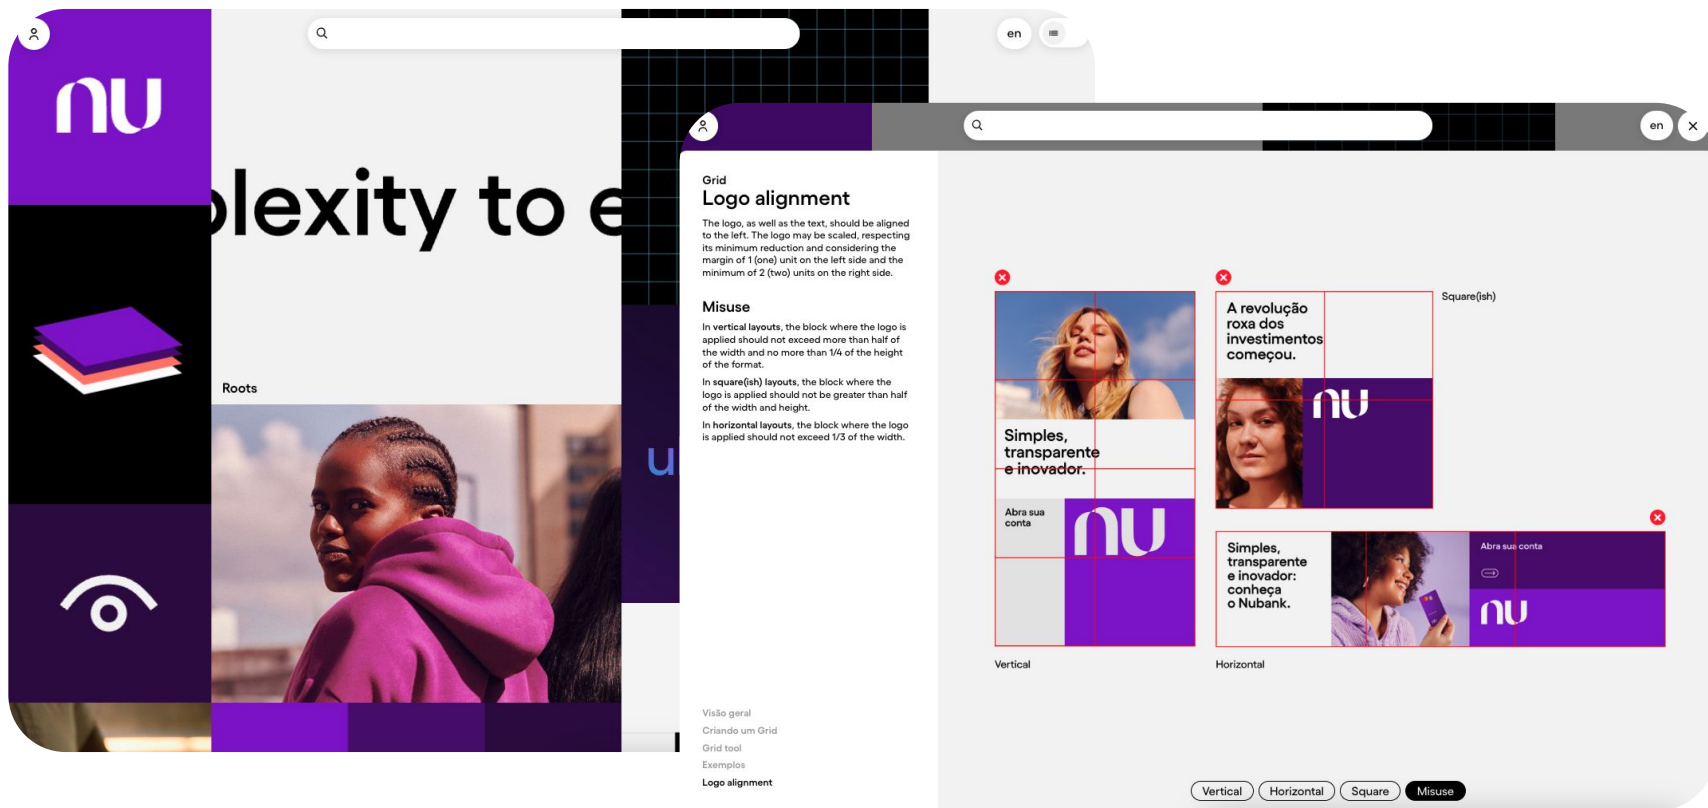 en
nu
plexity to e
Roots
u
en
Grid
Logo alignment
The logo, as well as the text, should be aligned
to the left. The logo may be scaled, respecting
its minimum reduction and considering the
margin of 1 (one) unit on the left side and the
minimum of 2 (two) units on the right side.
Misuse
In vertical layouts, the block where the logo is
applied should not exceed more than half of
the width and no more than 1/4 of the height
of the format.
In square(ish) layouts, the block where the
logo is applied should not be greater than half
of the width and height.
In horizontal layouts, the block where the logo
is applied should not exceed 1/3 of the width.
Visão geral
Criando um Grid
Grid tool
Exemplos
Logo alignment
Simples,
transparente
e inovador.
Abra sua
conta
nu
Vertical
A revolução
roxa dos
investimentos
começou.
nu
Square(ish)
Simples,
transparente
e inovador:
conheça
o Nubank.
Abra sua conta
nu
Horizontal
Vertical
Horizontal
Square
Misuse